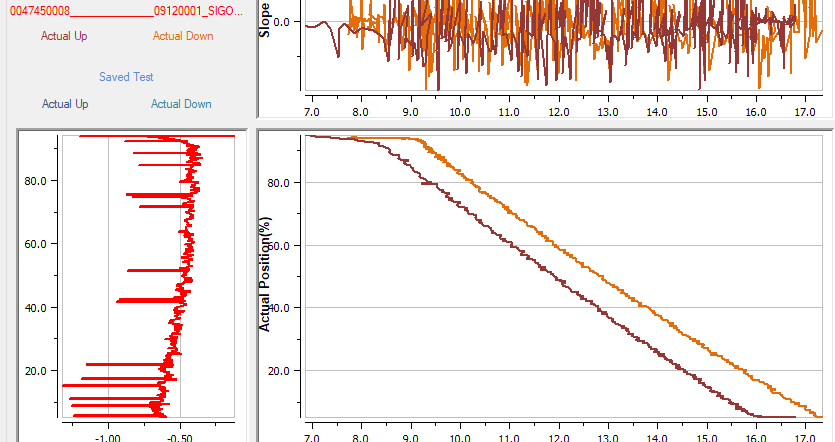 0047450008_______________09120001_SIGO...
Actual Up Actual Down
Saved Test
Actual Up Actual Down
Slope
0.0
7.0 8.0 9.0 10.0 11.0 12.0 13.0 14.0 15.0 16.0 17.0
80.0
60.0
40.0
20.0
-1.00 -0.50
Actual Position(%)
80.0
60.0
40.0
20.0
7.0 8.0 9.0 10.0 11.0 12.0 13.0 14.0 15.0 16.0 17.0